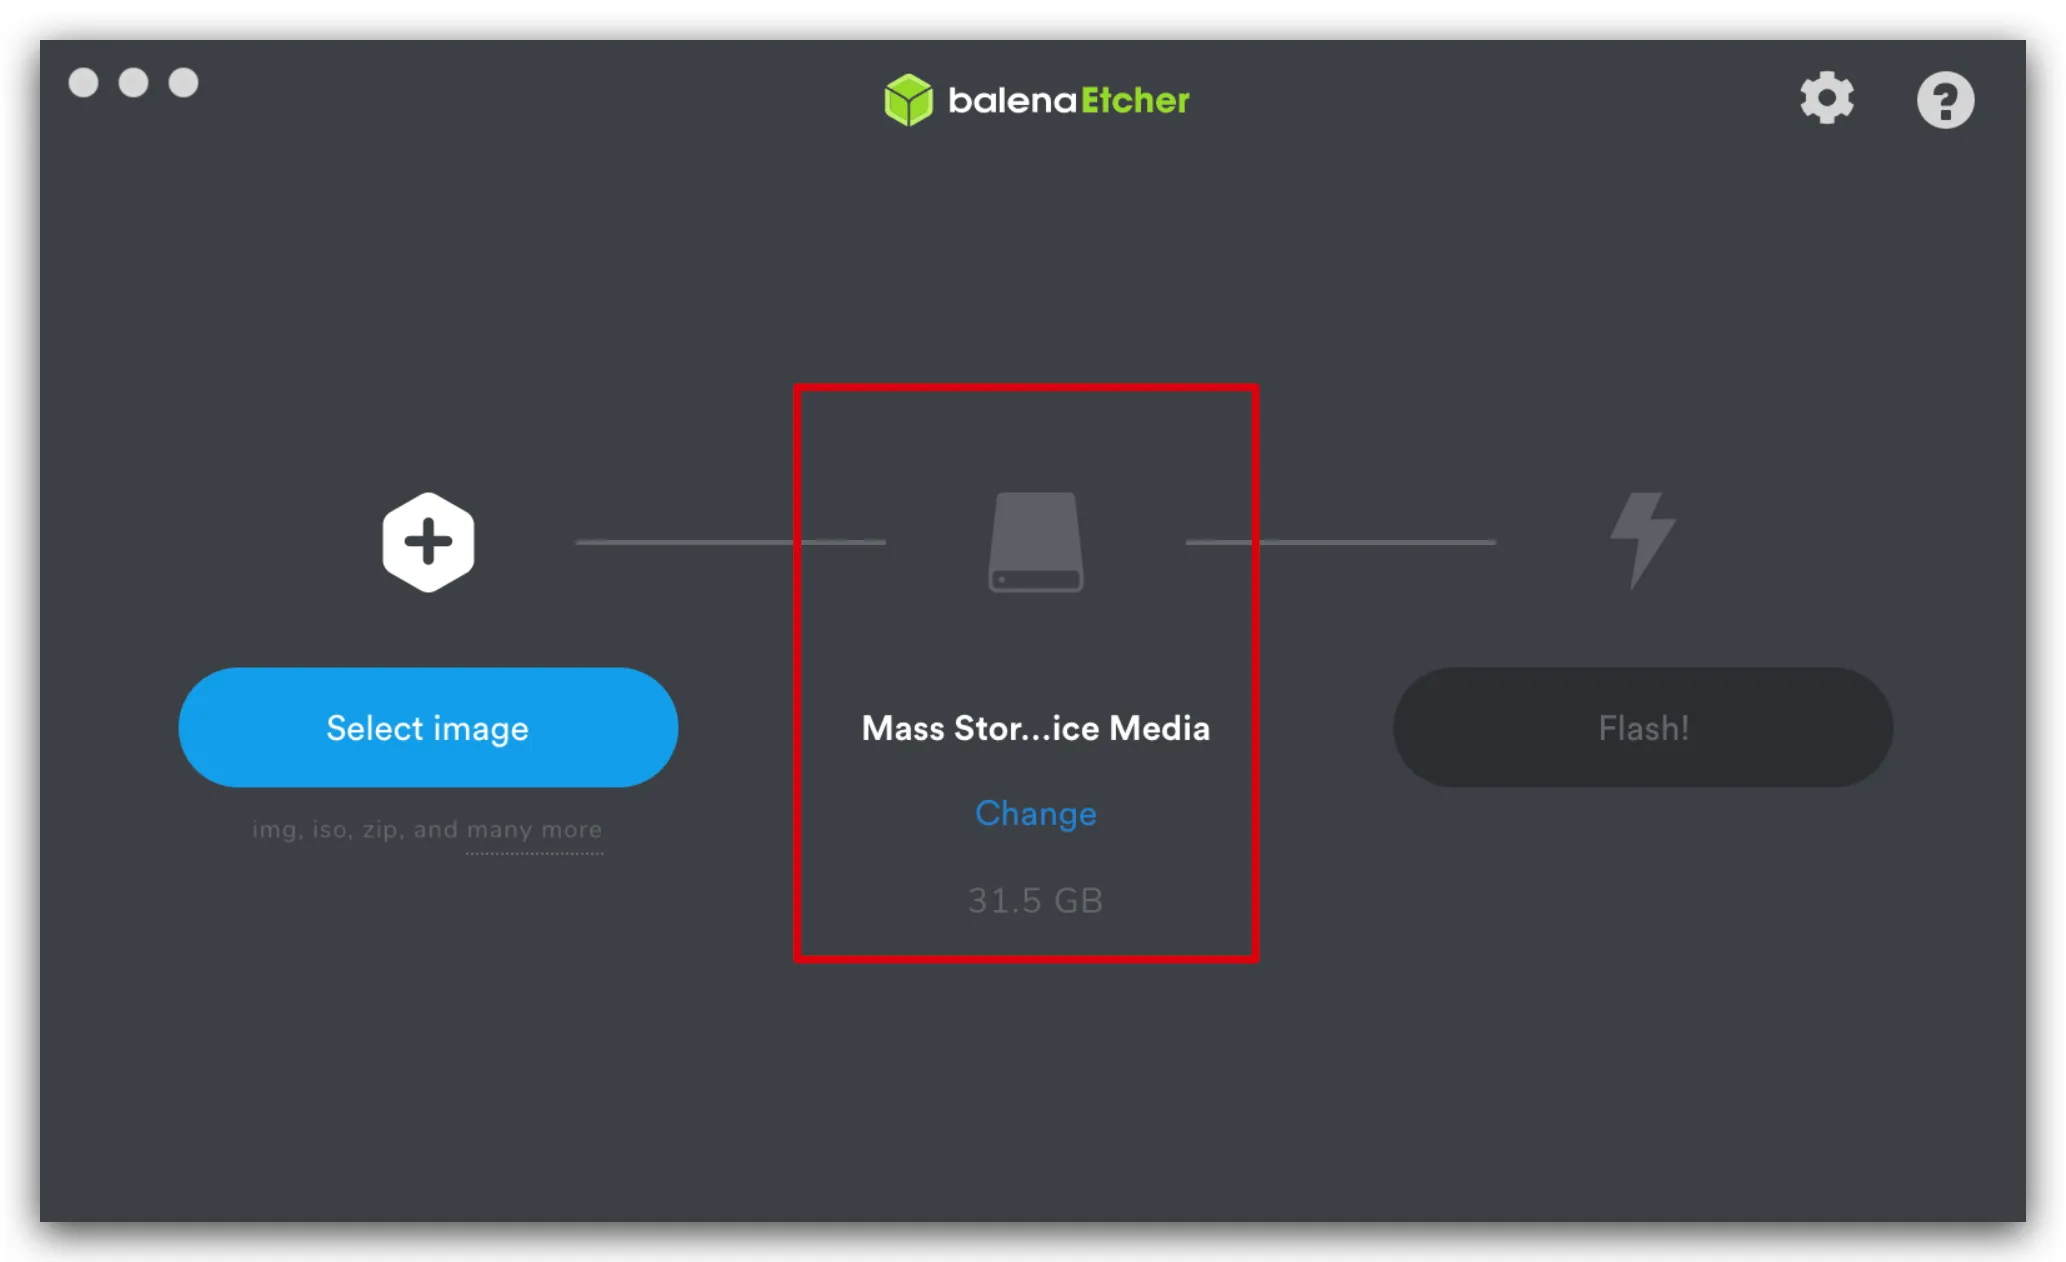 balenaEtcher
Select image
img, iso, zip, and many more
Mass Stor...ice Media
Change
31.5 GB
Flash!